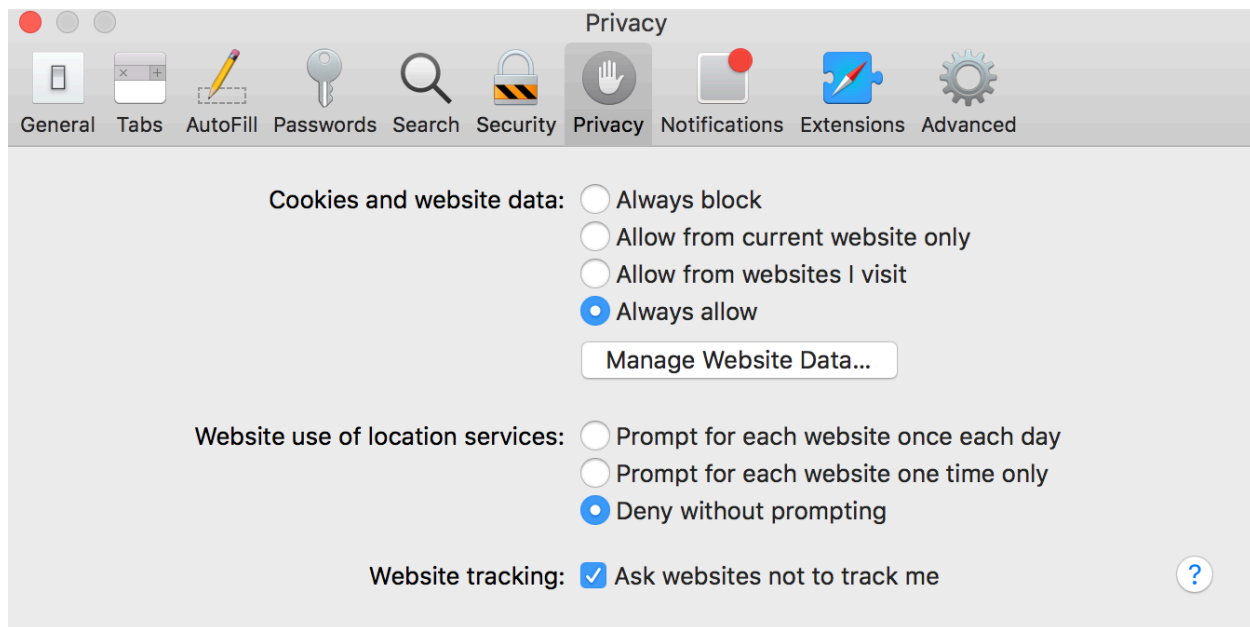 Privacy
General Tabs AutoFill Passwords Search Security Privacy Notifications Extensions Advanced
Cookies and website data: Always block
Allow from current website only
Allow from websites I visit
Always allow
Manage Website Data...
Website use of location services: Prompt for each website once each day
Prompt for each website one time only
Deny without prompting
Website tracking: Ask websites not to track me
?